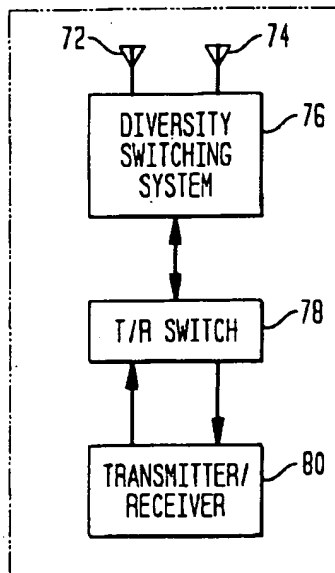 72 74
DIVERSITY
SWITCHING
SYSTEM
76
T/R SWITCH
78
TRANSMITTER/
RECEIVER
80